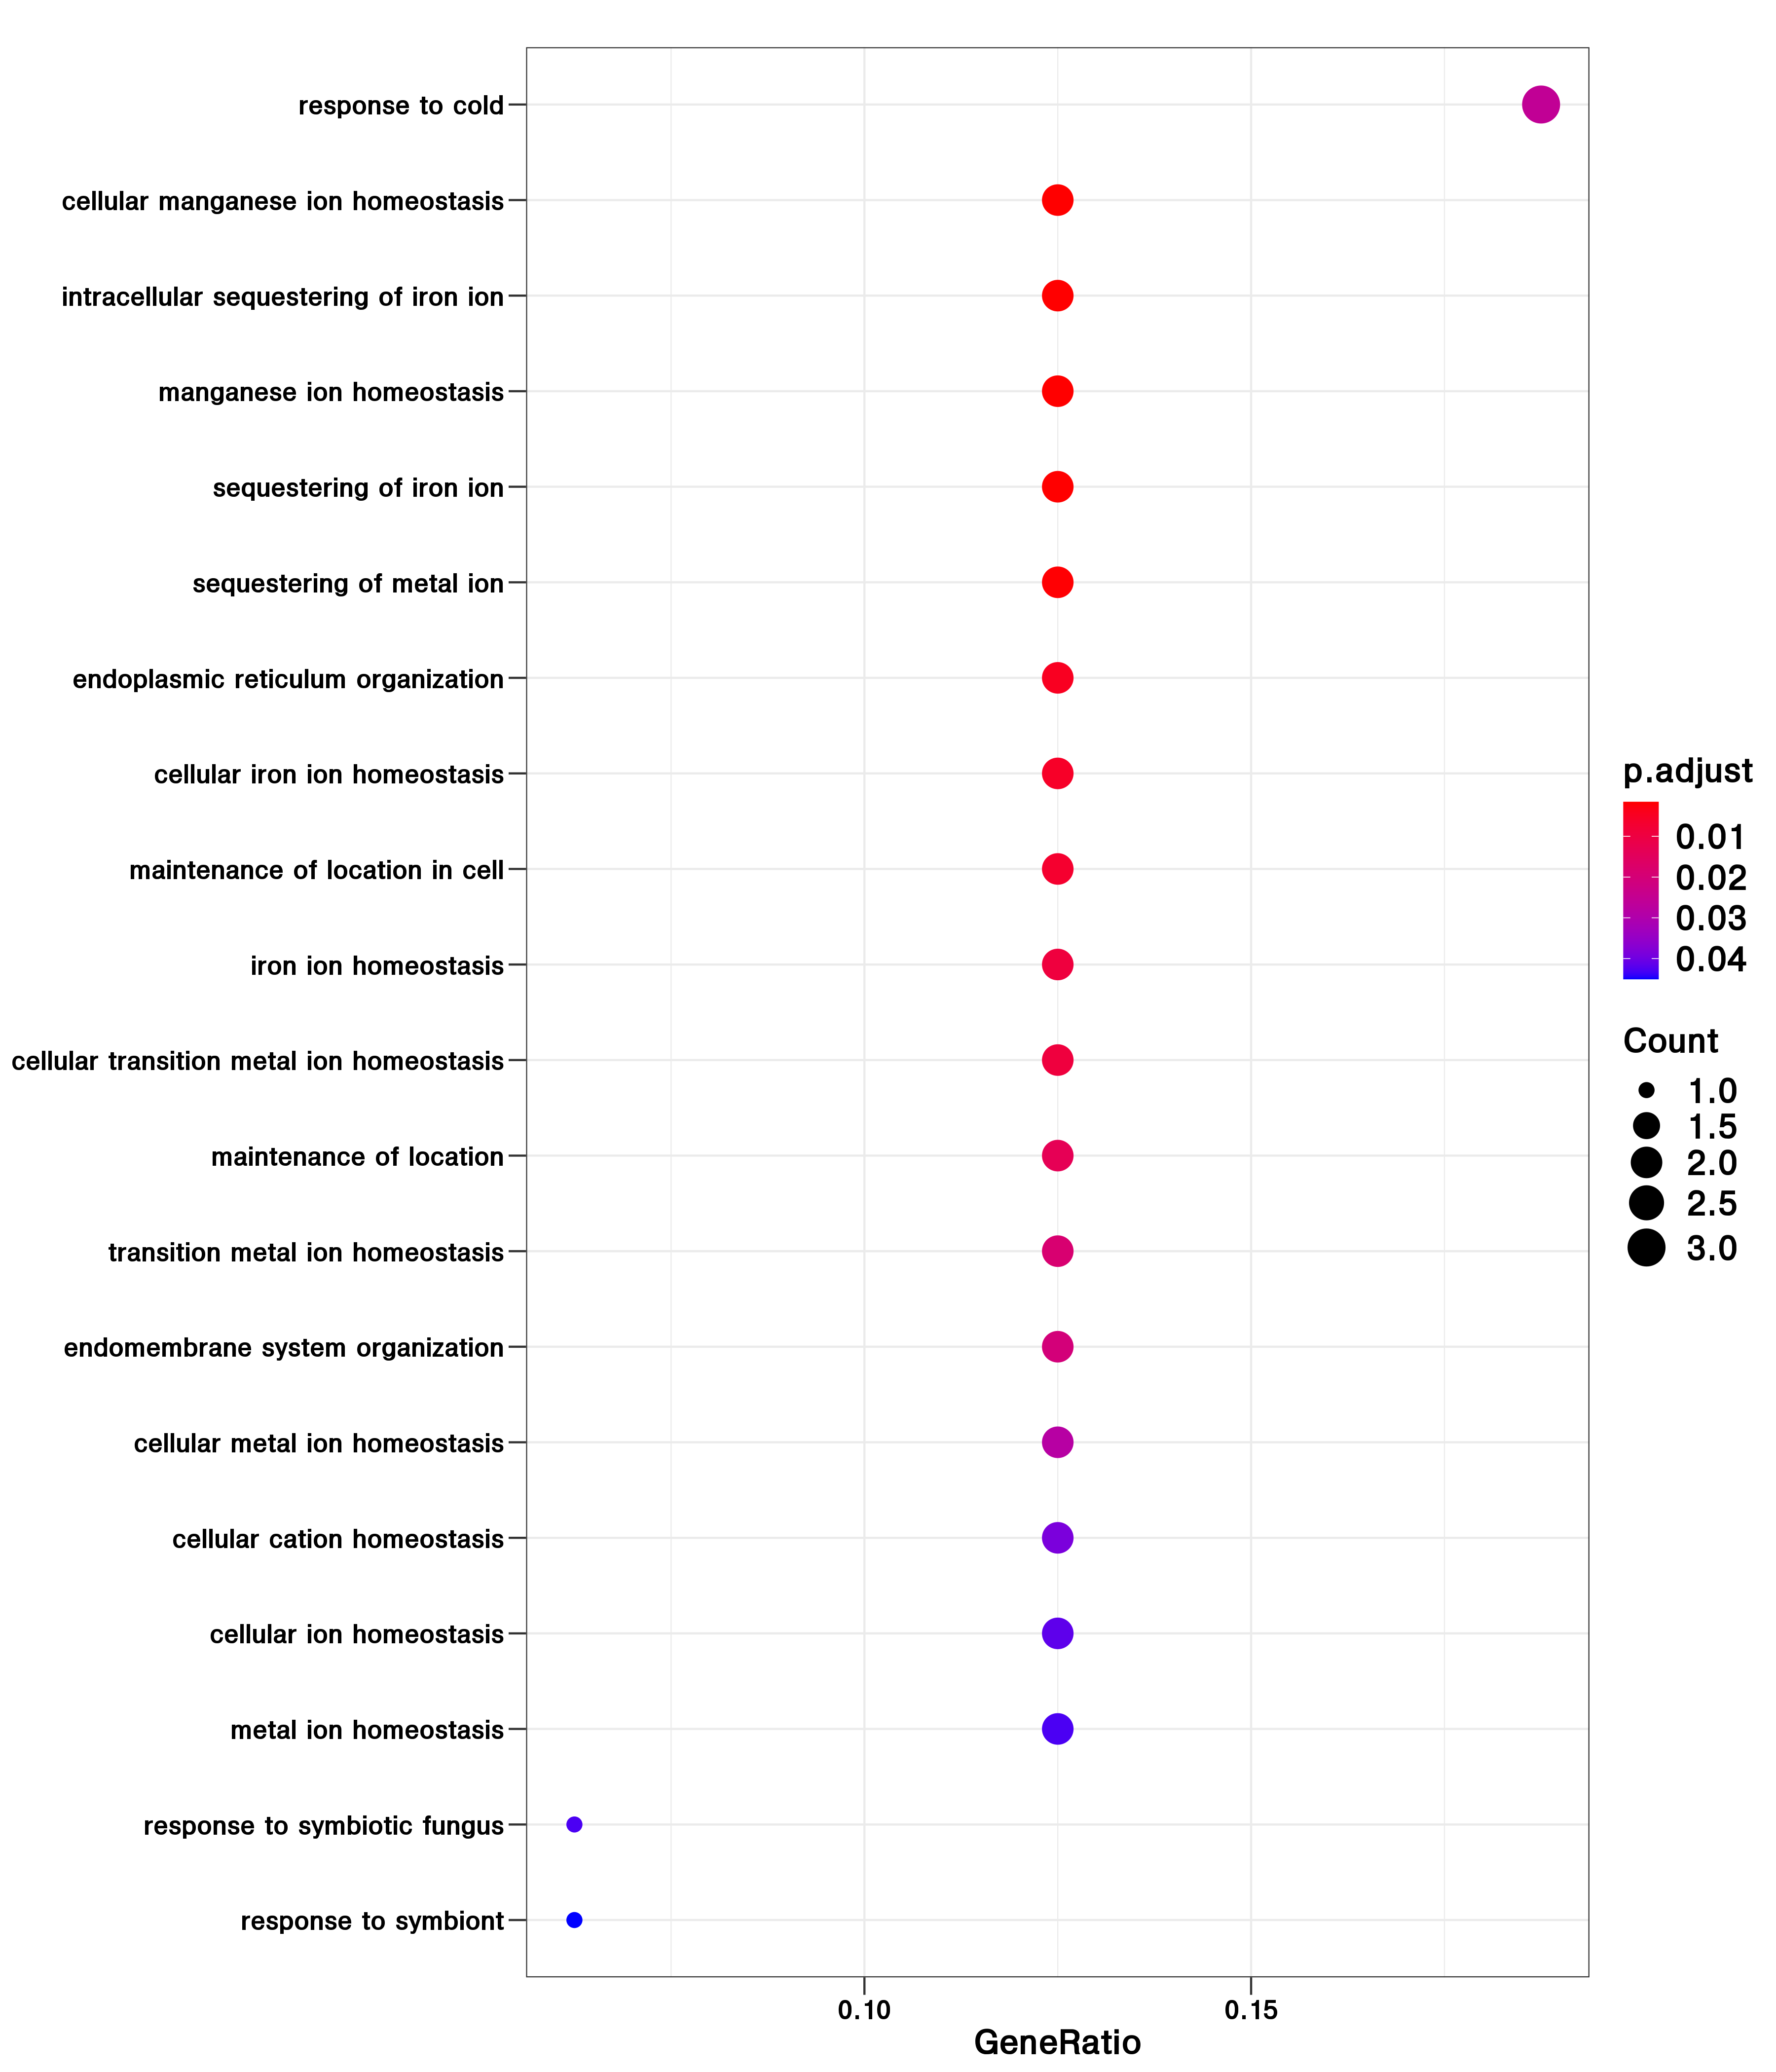 response to cold
cellular manganese ion homeostasis
intracellular sequestering of iron ion
manganese ion homeostasis
sequestering of iron ion
sequestering of metal ion
endoplasmic reticulum organization
cellular iron ion homeostasis
maintenance of location in cell
iron ion homeostasis
cellular transition metal ion homeostasis
maintenance of location
transition metal ion homeostasis
endomembrane system organization
cellular metal ion homeostasis
cellular cation homeostasis
cellular ion homeostasis
metal ion homeostasis
response to symbiotic fungus
response to symbiont
0.10
0.15
GeneRatio
p.adjust
0.01
0.02
0.03
0.04
Count
1.0
1.5
2.0
2.5
3.0